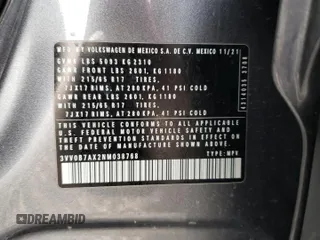 MFD BY VOLKSWAGEN DE MEXICO S.A. DE C.V. MEXICO 11/21
GVWR LBS 5093 KG 2310
GAWR FRONT LBS 2601, KG 1180
WITH 215/65 R17 TIRES,
7JX17 RIMS, AT 280 KPA, 41 PSI COLD
GAWR REAR LBS 2601, KG 1180
WITH 215/65 R17 TIRES,
7JX17 RIMS, AT 280 KPA, 41 PSI COLD
THIS VEHICLE CONFORMS TO ALL APPLICABLE
U.S. FEDERAL MOTOR VEHICLE SAFETY AND
THEFT PREVENTION STANDARDS IN EFFECT ON THE
DATE OF MANUFACTURE SHOWN ABOVE.
3VV0B7AX2NM038768 TYPE: MPV
DREAMBID